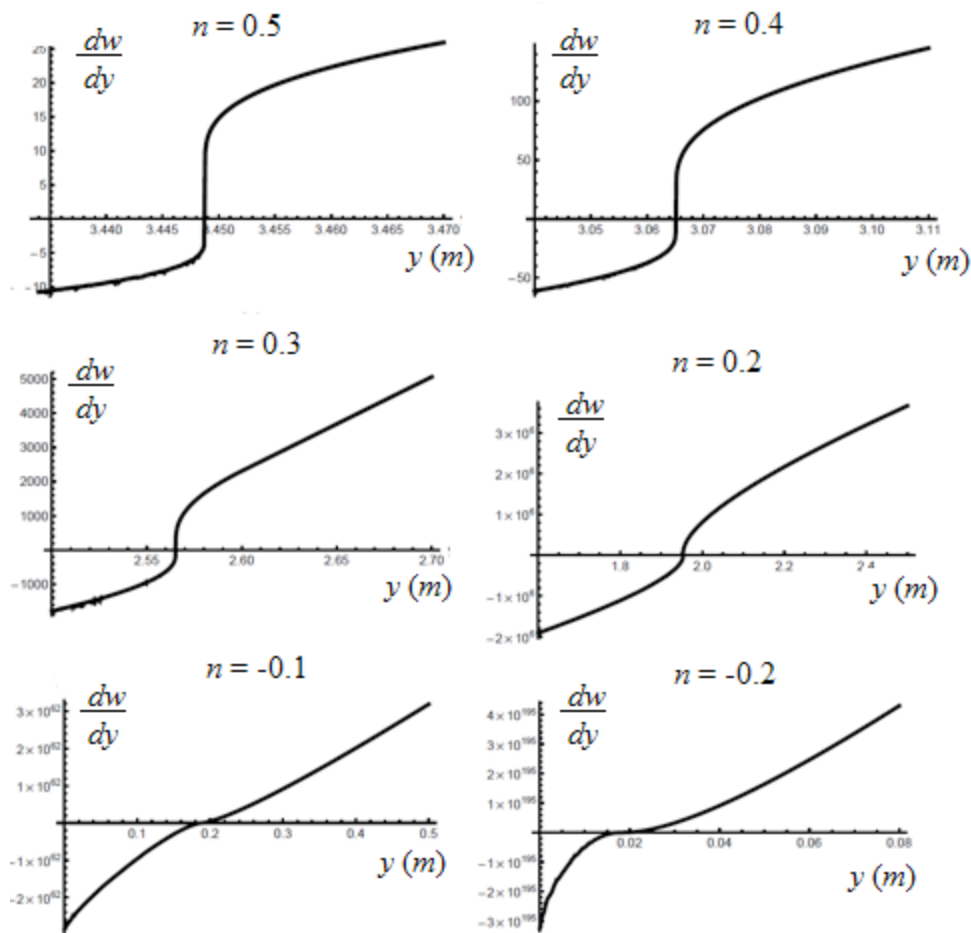 n = 0.5
dw
dy
25
20
15
10
5
-5
-10
3.440 3.445 3.450 3.455 3.460 3.465 3.470
y (m)
n = 0.4
dw
dy
100
50
-50
3.05 3.06 3.07 3.08 3.09 3.10 3.11
y (m)
n = 0.3
dw
dy
5000
4000
3000
2000
1000
-1000
2.55 2.60 2.65 2.70
y (m)
n = 0.2
dw
dy
3×10⁶
2×10⁶
1×10⁶
-1×10⁶
-2×10⁶
1.8 2.0 2.2 2.4
y (m)
n = -0.1
dw
dy
3×10⁶²
2×10⁶²
1×10⁶²
-1×10⁶²
-2×10⁶²
0.1 0.2 0.3 0.4 0.5
y (m)
n = -0.2
dw
dy
4×10¹⁹⁵
3×10¹⁹⁵
2×10¹⁹⁵
1×10¹⁹⁵
-1×10¹⁹⁵
-2×10¹⁹⁵
-3×10¹⁹⁵
0.02 0.04 0.06 0.08
y (m)